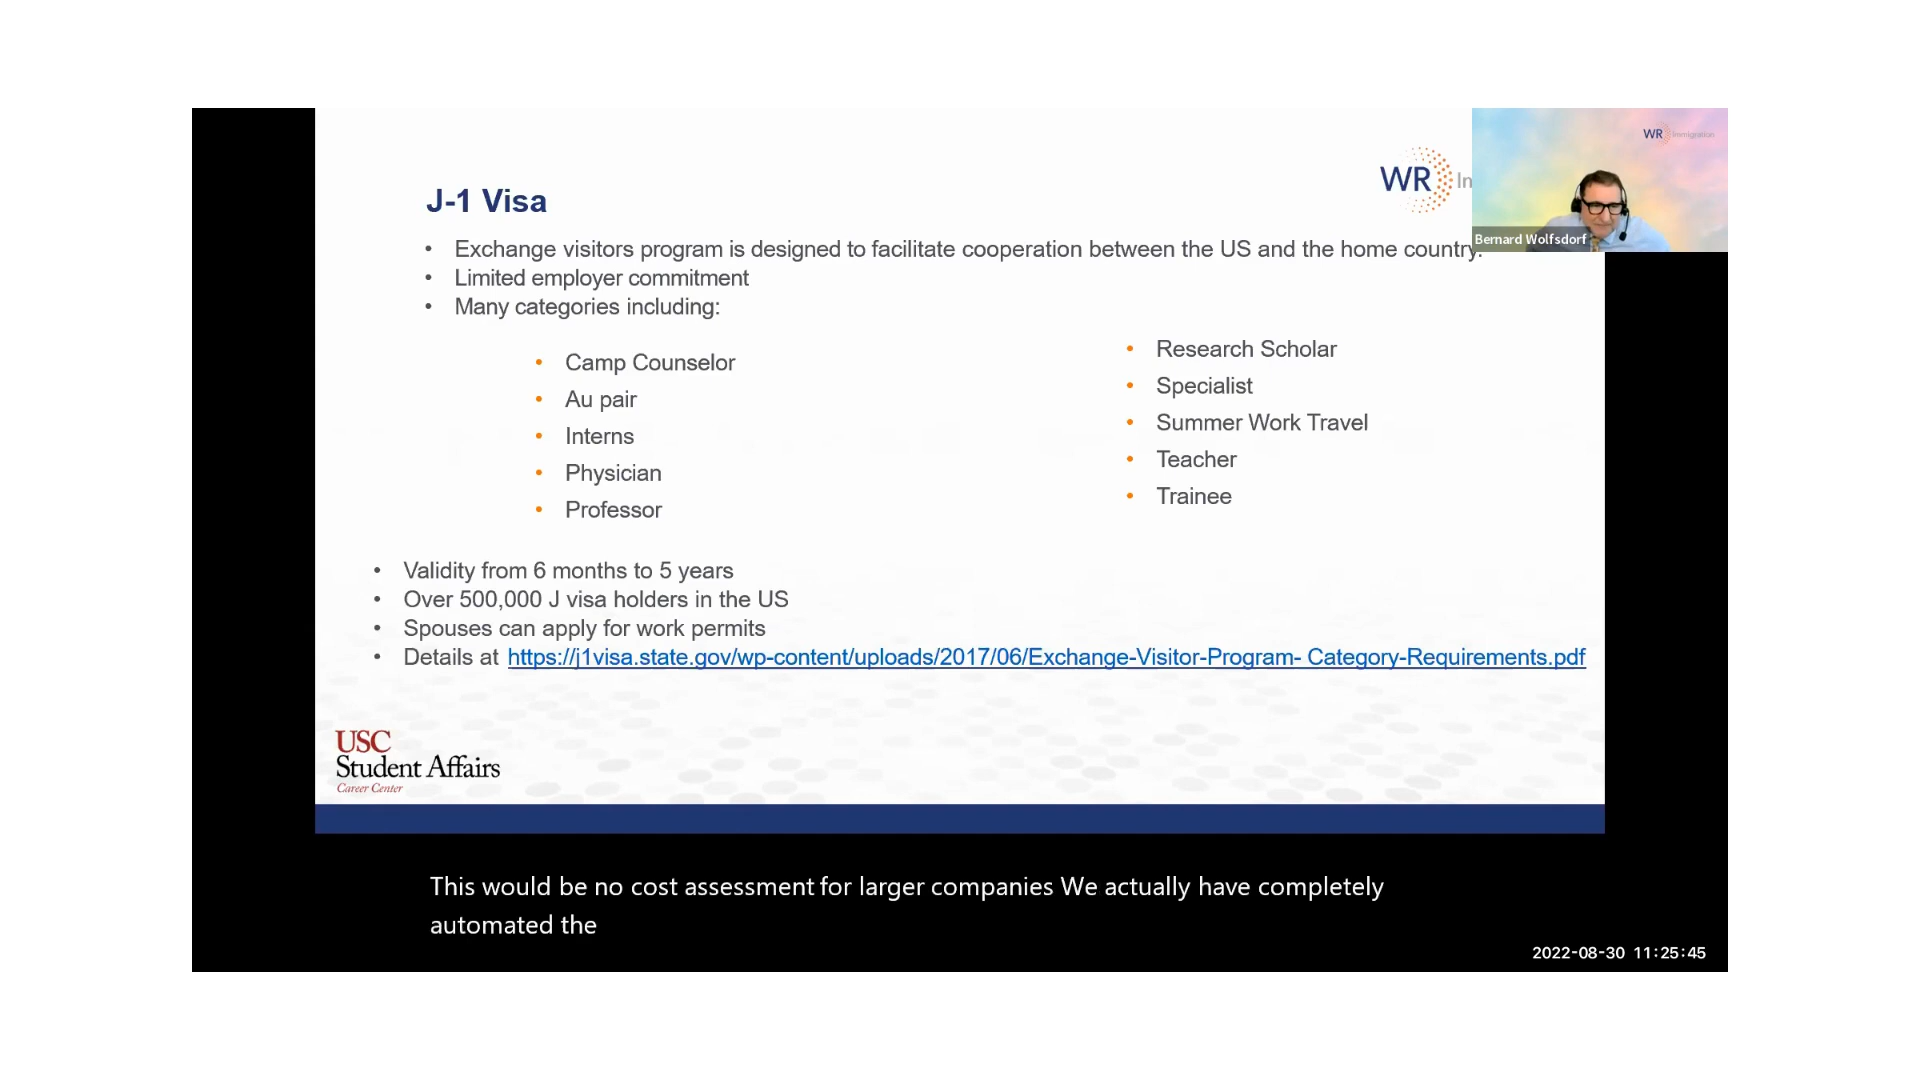 WR Immigration
WR In
J-1 Visa
Bernard Wolfsdorf
• Exchange visitors program is designed to facilitate cooperation between the US and the home country.
• Limited employer commitment
• Many categories including:
• Camp Counselor
• Au pair
• Interns
• Physician
• Professor
• Research Scholar
• Specialist
• Summer Work Travel
• Teacher
• Trainee
• Validity from 6 months to 5 years
• Over 500,000 J visa holders in the US
• Spouses can apply for work permits
• Details at https://j1visa.state.gov/wp-content/uploads/2017/06/Exchange-Visitor-Program- Category-Requirements.pdf
USC
Student Affairs
Career Center
This would be no cost assessment for larger companies We actually have completely
automated the
2022-08-30 11:25:45